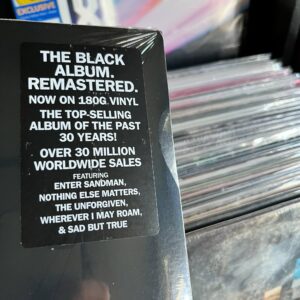 EXCLUSIVE
THE BLACK
ALBUM.
REMASTERED.
NOW ON 180G VINYL
THE TOP-SELLING
ALBUM OF THE PAST
30 YEARS!
OVER 30 MILLION
WORLDWIDE SALES
FEATURING
ENTER SANDMAN,
NOTHING ELSE MATTERS,
THE UNFORGIVEN,
WHEREVER I MAY ROAM,
& SAD BUT TRUE